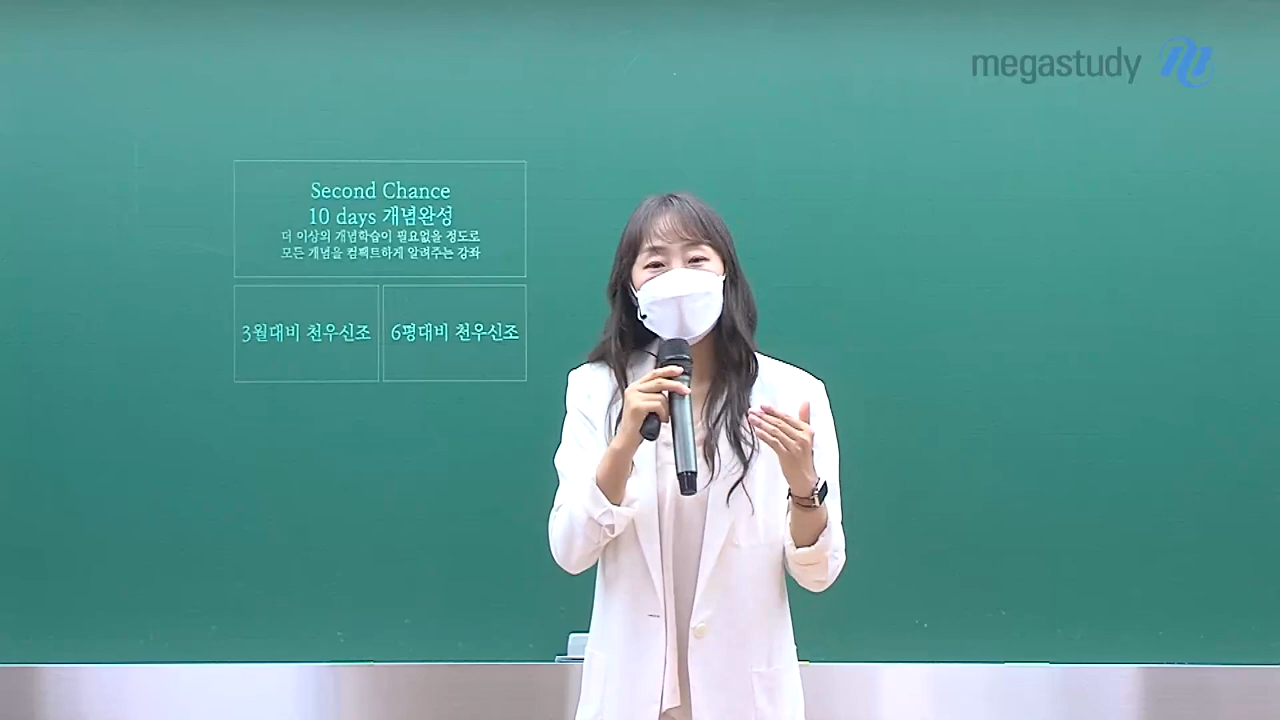 megastudy
Second Chance
10 days 개념완성
더 이상의 개념학습이 필요없을 정도로
모든 개념을 컴팩트하게 알려주는 강좌
3월대비 천우신조
6평대비 천우신조